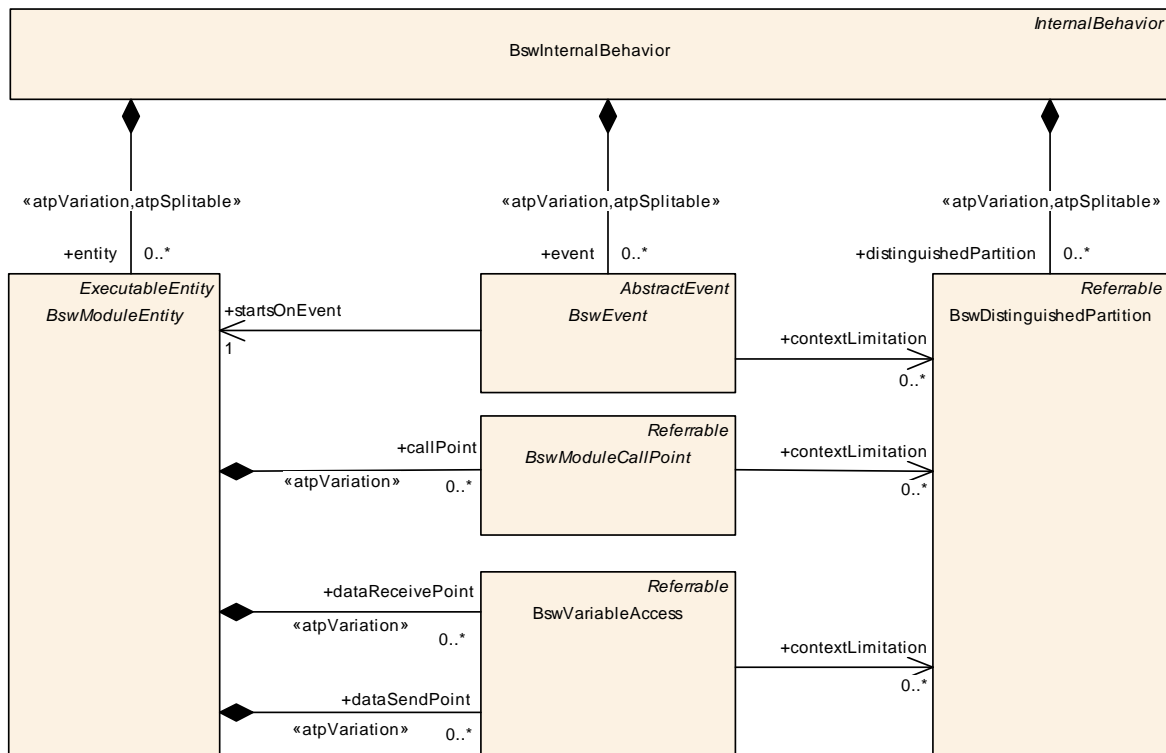 InternalBehavior
BswInternalBehavior
«atpVariation,atpSplitable»
«atpVariation,atpSplitable»
«atpVariation,atpSplitable»
+entity 0..*
+event 0..*
+distinguishedPartition 0..*
ExecutableEntity
BswModuleEntity
AbstractEvent
BswEvent
Referrable
BswDistinguishedPartition
+startsOnEvent
1
+contextLimitation
0..*
Referrable
BswModuleCallPoint
+callPoint
«atpVariation» 0..*
+contextLimitation
0..*
Referrable
BswVariableAccess
+dataReceivePoint
«atpVariation» 0..*
+contextLimitation
0..*
+dataSendPoint
«atpVariation» 0..*